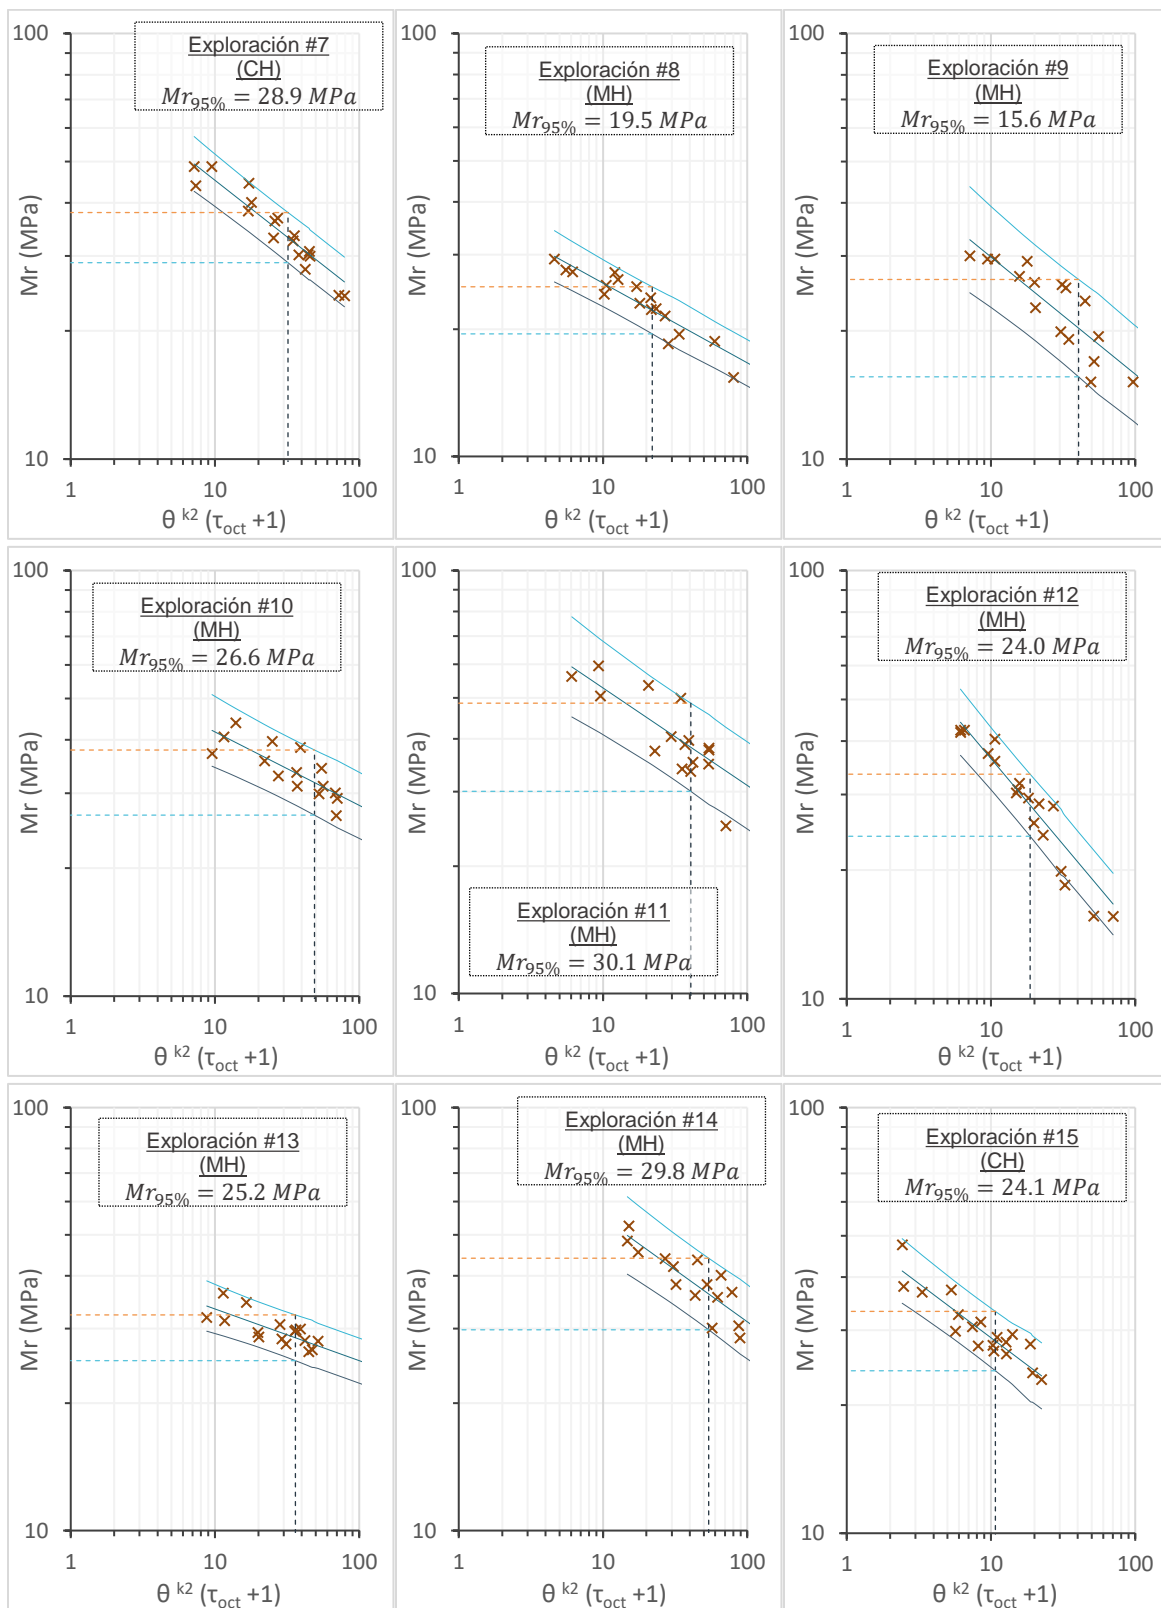 100
Exploración #7
(CH)
Mr95% = 28.9 MPa
Mr (MPa)
10
1 10 100
θ k2 (τoct +1)
100
Exploración #8
(MH)
Mr95% = 19.5 MPa
Mr (MPa)
10
1 10 100
θ k2 (τoct +1)
100
Exploración #9
(MH)
Mr95% = 15.6 MPa
Mr (MPa)
10
1 10 100
θ k2 (τoct +1)
100
Exploración #10
(MH)
Mr95% = 26.6 MPa
Mr (MPa)
10
1 10 100
θ k2 (τoct +1)
100
Mr (MPa)
Exploración #11
(MH)
Mr95% = 30.1 MPa
10
1 10 100
θ k2 (τoct +1)
100
Exploración #12
(MH)
Mr95% = 24.0 MPa
Mr (MPa)
10
1 10 100
θ k2 (τoct +1)
100
Exploración #13
(MH)
Mr95% = 25.2 MPa
Mr (MPa)
10
1 10 100
θ k2 (τoct +1)
100
Exploración #14
(MH)
Mr95% = 29.8 MPa
Mr (MPa)
10
1 10 100
θ k2 (τoct +1)
100
Exploración #15
(CH)
Mr95% = 24.1 MPa
Mr (MPa)
10
1 10 100
θ k2 (τoct +1)